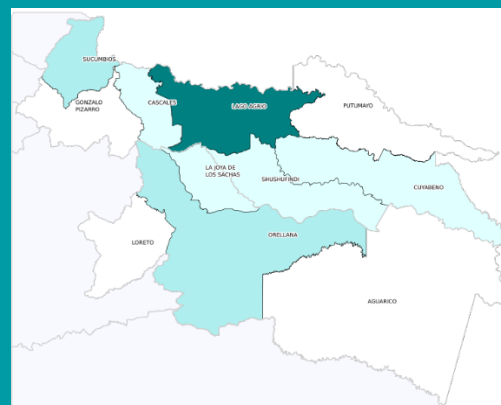 SUCUMBIOS
GONZALO
PIZARRO
CASCALES
LAGO AGRIO
PUTUMAYO
LA JOYA DE
LOS SACHAS
SHUSHUFINDI
CUYABENO
LORETO
ORELLANA
AGUARICO